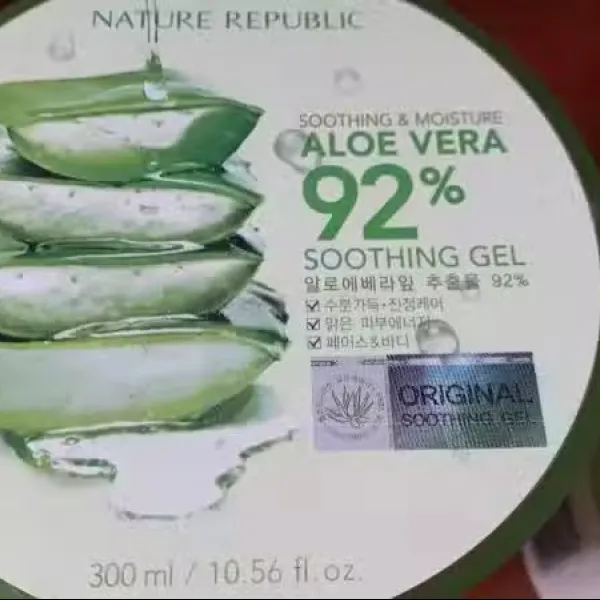 NATURE REPUBLIC
SOOTHING & MOISTURE
ALOE VERA
92%
SOOTHING GEL
알로에베라잎 추출물 92%
수분가득·진정케어
맑은 피부에너지
페이스&바디
ORIGINAL
SOOTHING GEL
300 ml / 10.56 fl.oz.